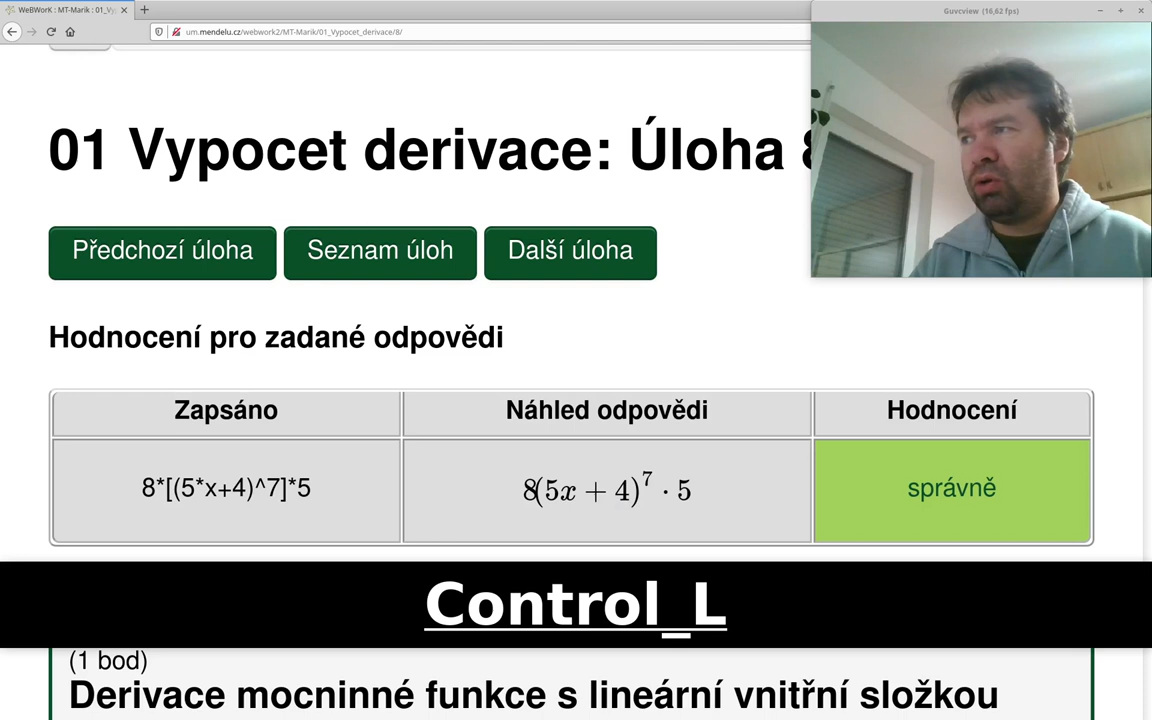 WeBWorK : MT-Marik : 01_Vy
Guvcview (16,62 fps)
um.mendelu.cz/webwork2/MT-Marik/01_Vypocet_derivace/8/
01 Vypocet derivace: Úloha 8
Předchozí úloha Seznam úloh Další úloha
Hodnocení pro zadané odpovědi
Zapsáno Náhled odpovědi Hodnocení
8*[(5*x+4)^7]*5 8(5x + 4)^7 · 5 správně
Control_L
(1 bod)
Derivace mocninné funkce s lineární vnitřní složkou